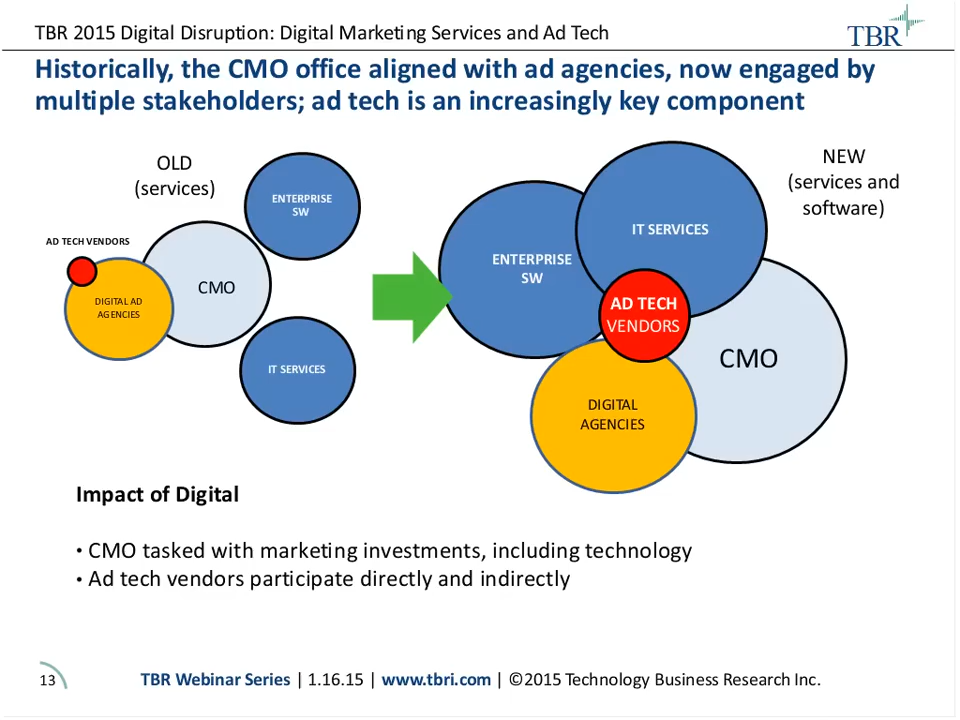 TBR 2015 Digital Disruption: Digital Marketing Services and Ad Tech
TBR
Historically, the CMO office aligned with ad agencies, now engaged by
multiple stakeholders; ad tech is an increasingly key component
OLD
(services)
ENTERPRISE
SW
AD TECH VENDORS
CMO
DIGITAL AD
AGENCIES
IT SERVICES
NEW
(services and
software)
IT SERVICES
ENTERPRISE
SW
AD TECH
VENDORS
CMO
DIGITAL
AGENCIES
Impact of Digital
• CMO tasked with marketing investments, including technology
• Ad tech vendors participate directly and indirectly
13
TBR Webinar Series | 1.16.15 | www.tbri.com | ©2015 Technology Business Research Inc.